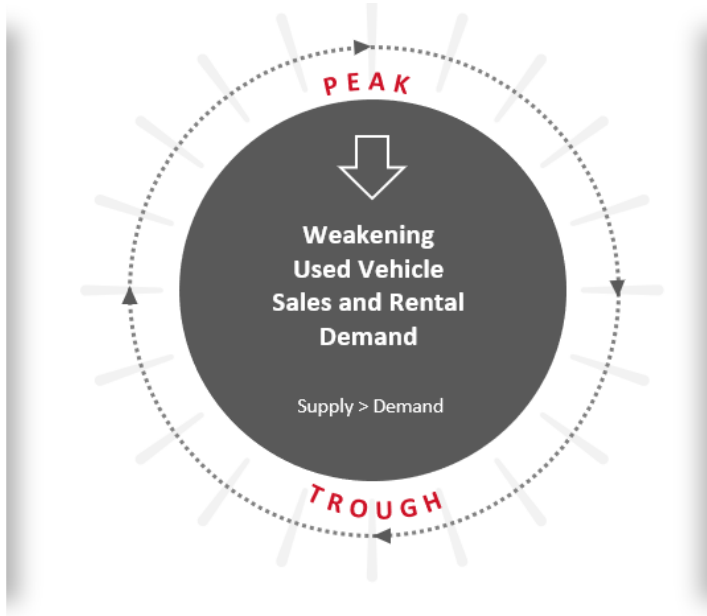 PEAK
Weakening
Used Vehicle
Sales and Rental
Demand
Supply > Demand
TROUGH